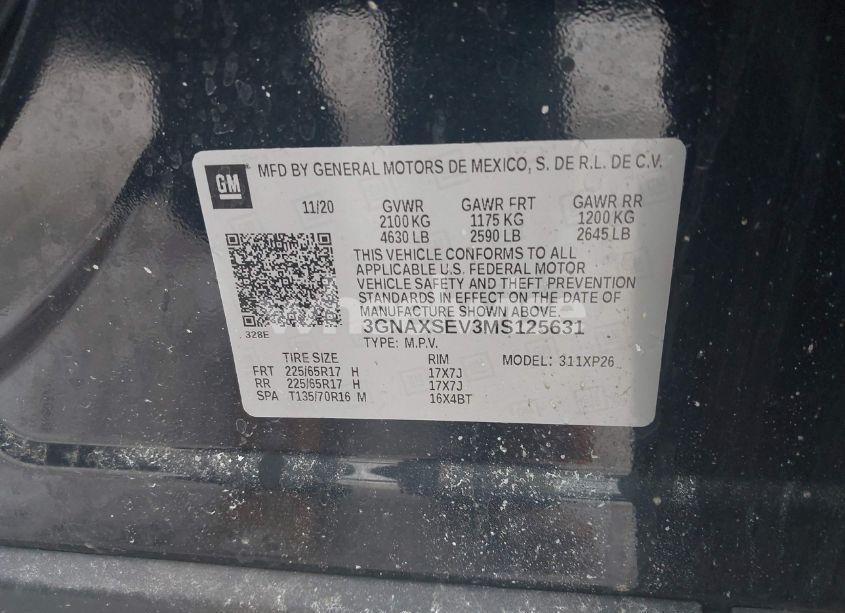 GM
MFD BY GENERAL MOTORS DE MEXICO, S. DE R.L. DE C.V.
11/20 GVWR GAWR FRT GAWR RR
2100 KG 1175 KG 1200 KG
4630 LB 2590 LB 2645 LB
THIS VEHICLE CONFORMS TO ALL
APPLICABLE U.S. FEDERAL MOTOR
VEHICLE SAFETY AND THEFT PREVENTION
STANDARDS IN EFFECT ON THE DATE OF
MANUFACTURE SHOWN ABOVE.
328E
3GNAXSEV3MS125631
TYPE: M.P.V.
TIRE SIZE RIM MODEL: 311XP26
FRT 225/65R17 H 17X7J
RR 225/65R17 H 17X7J
SPA T135/70R16 M 16X4BT